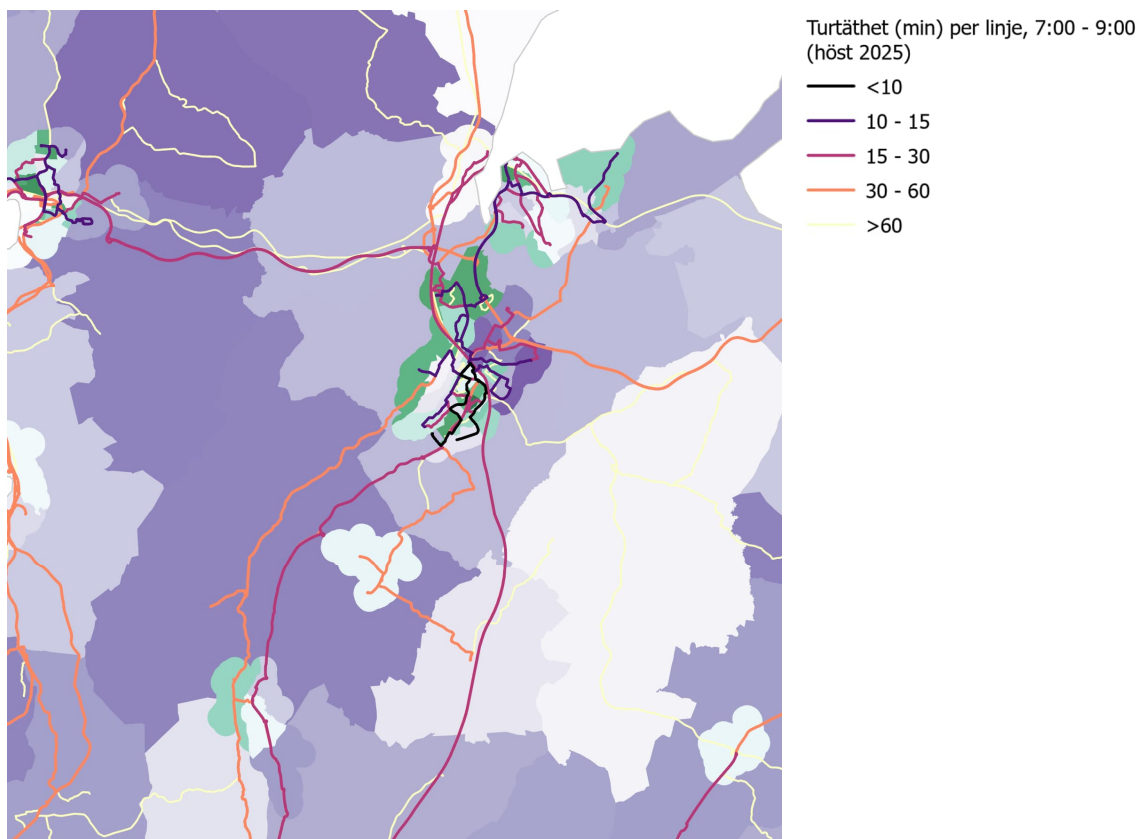 Turtäthet (min) per linje, 7:00 - 9:00
(höst 2025)
<10
10 - 15
15 - 30
30 - 60
>60